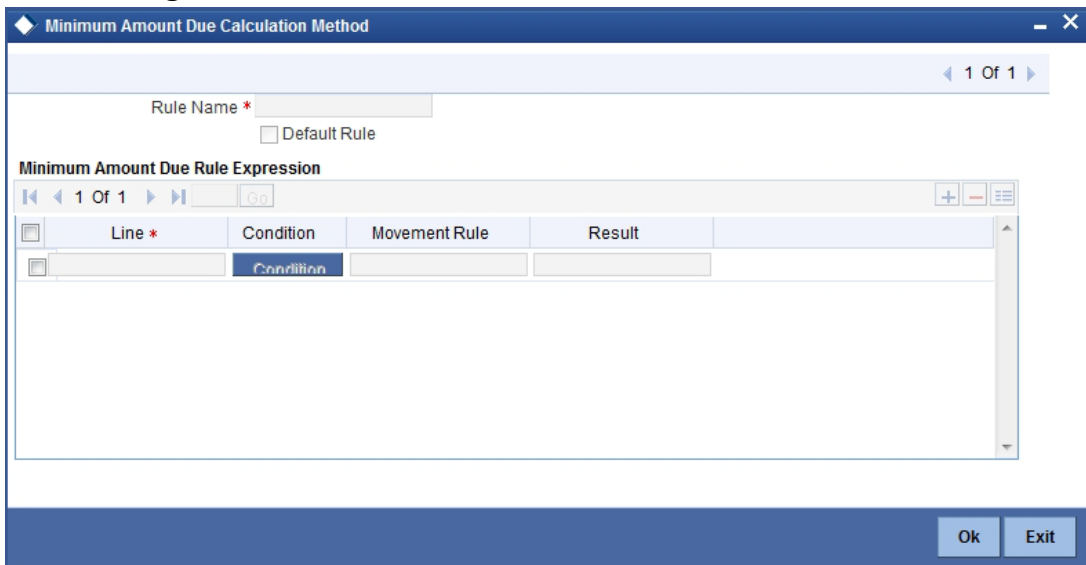 Minimum Amount Due Calculation Method
1 Of 1
Rule Name *
Default Rule
Minimum Amount Due Rule Expression
1 Of 1 Go
Line * Condition Movement Rule Result
Condition
Ok Exit